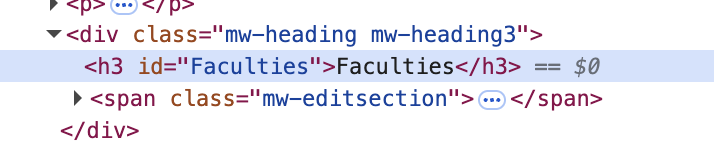 <p>…</p>
<div class="mw-heading mw-heading3">
<h3 id="Faculties">Faculties</h3> == $0
<span class="mw-editsection">…</span>
</div>